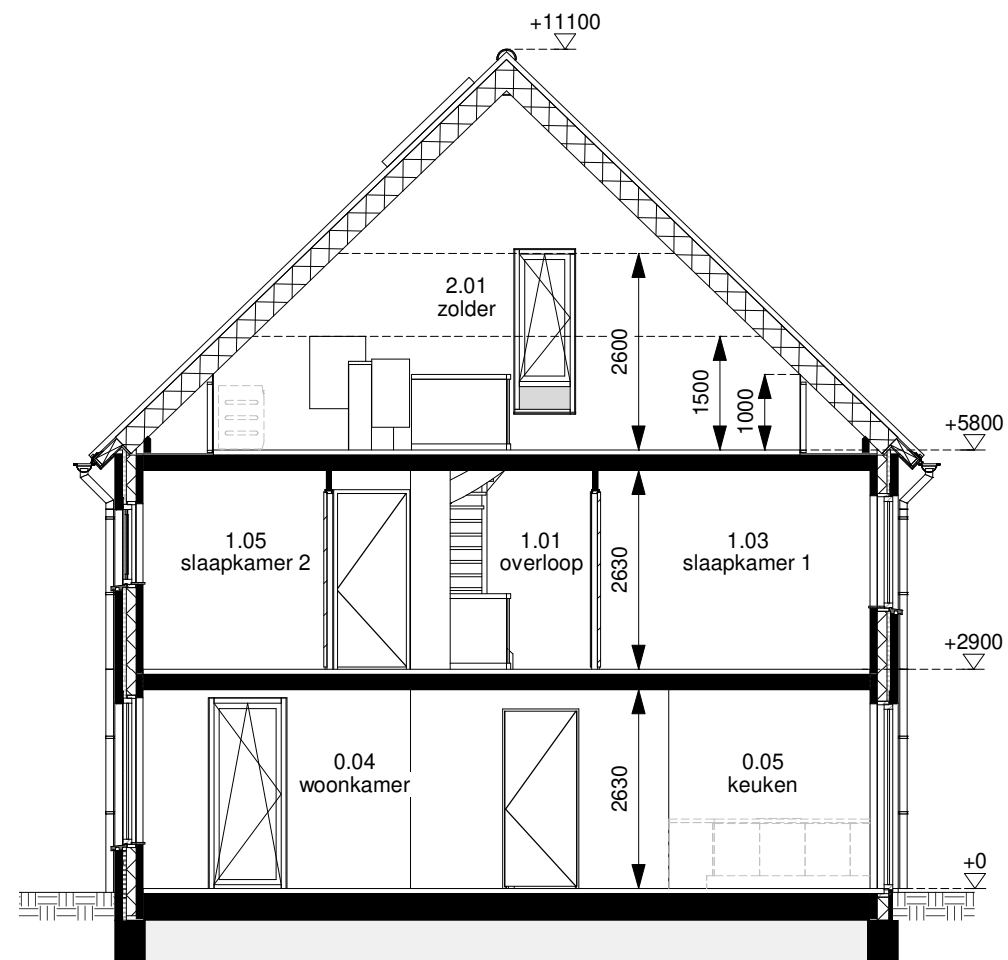 +11100
2.01
zolder
2600
1500
1000
+5800
1.05
slaapkamer 2
1.01
overloop
2630
1.03
slaapkamer 1
+2900
0.04
woonkamer
2630
0.05
keuken
+0